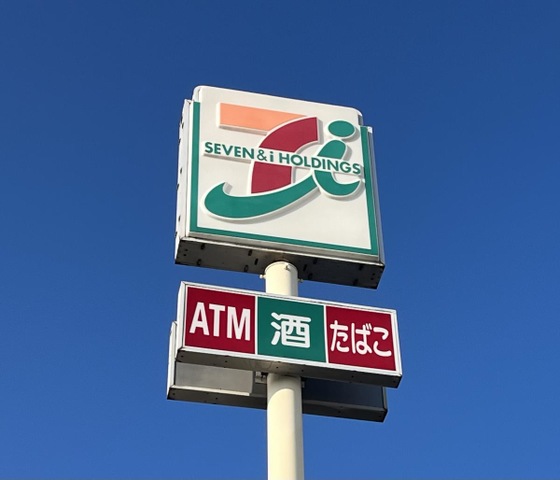 SEVEN & i HOLDINGS
ATM 酒 たばこ